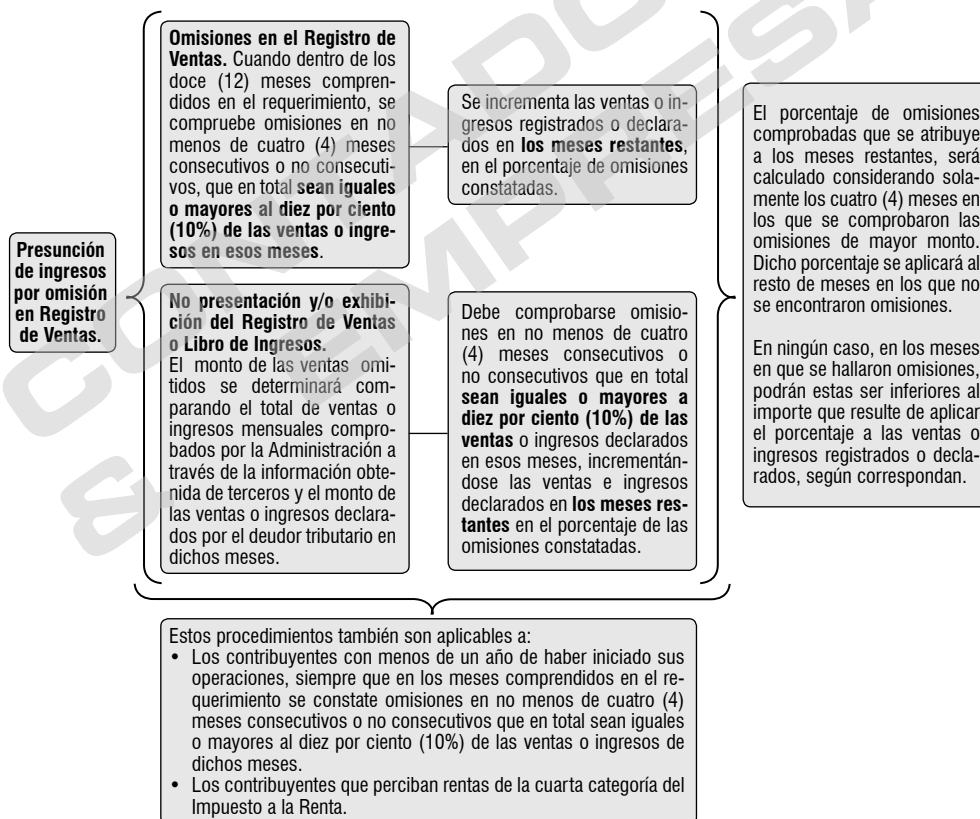 Presunción
de ingresos
por omisión
en Registro
de Ventas.
Omisiones en el Registro de
Ventas. Cuando dentro de los
doce (12) meses compren-
didos en el requerimiento, se
compruebe omisiones en no
menos de cuatro (4) meses
consecutivos o no consecuti-
vos, que en total sean iguales
o mayores al diez por ciento
(10%) de las ventas o ingre-
sos en esos meses.
Se incrementa las ventas o in-
gresos registrados o declara-
dos en los meses restantes,
en el porcentaje de omisiones
constatadas.
No presentación y/o exhibi-
ción del Registro de Ventas
o Libro de Ingresos.
El monto de las ventas omi-
tidos se determinará com-
parando el total de ventas o
ingresos mensuales compro-
bados por la Administración a
través de la información obte-
nida de terceros y el monto de
las ventas o ingresos declara-
dos por el deudor tributario en
dichos meses.
Debe comprobarse omisio-
nes en no menos de cuatro
(4) meses consecutivos o
no consecutivos que en total
sean iguales o mayores a
diez por ciento (10%) de las
ventas o ingresos declarados
en esos meses, incrementán-
dose las ventas e ingresos
declarados en los meses res-
tantes en el porcentaje de las
omisiones constatadas.
El porcentaje de omisiones
comprobadas que se atribuye
a los meses restantes, será
calculado considerando sola-
mente los cuatro (4) meses en
los que se comprobaron las
omisiones de mayor monto.
Dicho porcentaje se aplicará al
resto de meses en los que no
se encontraron omisiones.
En ningún caso, en los meses
en que se hallaron omisiones,
podrán estas ser inferiores al
importe que resulte de aplicar
el porcentaje a las ventas o
ingresos registrados o decla-
rados, según correspondan.
Estos procedimientos también son aplicables a:
• Los contribuyentes con menos de un año de haber iniciado sus
operaciones, siempre que en los meses comprendidos en el re-
querimiento se constate omisiones en no menos de cuatro (4)
meses consecutivos o no consecutivos que en total sean iguales
o mayores al diez por ciento (10%) de las ventas o ingresos de
dichos meses.
• Los contribuyentes que perciban rentas de la cuarta categoría del
Impuesto a la Renta.